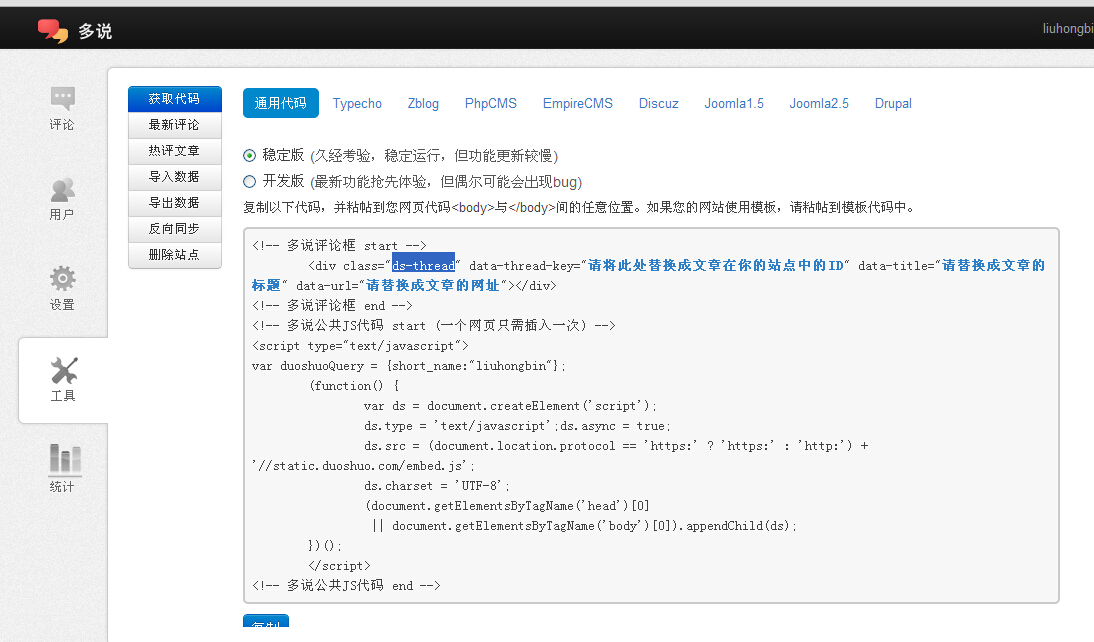 多说
liuhongbi
评论
用户
设置
工具
统计
获取代码
最新评论
热评文章
导入数据
导出数据
反向同步
删除站点
通用代码 Typecho Zblog PhpCMS EmpireCMS Discuz Joomla1.5 Joomla2.5 Drupal
稳定版 (久经考验，稳定运行，但功能更新较慢)
开发版 (最新功能抢先体验，但偶尔可能会出现bug)
复制以下代码，并粘帖到您网页代码<body>与</body>间的任意位置。如果您的网站使用模板，请粘帖到模板代码中。
<!-- 多说评论框 start -->
<div class="ds-thread" data-thread-key="请将此处替换成文章在你的站点中的ID" data-title="请替换成文章的
标题" data-url="请替换成文章的网址"></div>
<!-- 多说评论框 end -->
<!-- 多说公共JS代码 start (一个网页只需插入一次) -->
<script type="text/javascript">
var duoshuoQuery = {short_name:"liuhongbin"};
(function() {
var ds = document.createElement('script');
ds.type = 'text/javascript';ds.async = true;
ds.src = (document.location.protocol == 'https:' ? 'https:' : 'http:') +
'//static.duoshuo.com/embed.js';
ds.charset = 'UTF-8';
(document.getElementsByTagName('head')[0]
|| document.getElementsByTagName('body')[0]).appendChild(ds);
})();
</script>
<!-- 多说公共JS代码 end -->
复制